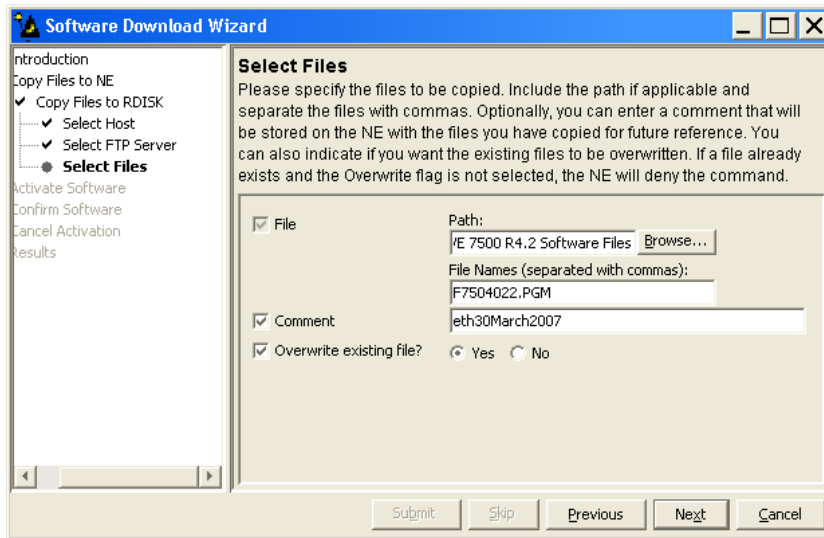 Software Download Wizard
ntroduction
Copy Files to NE
Copy Files to RDISK
Select Host
Select FTP Server
Select Files
Activate Software
Confirm Software
Cancel Activation
Results
Select Files
Please specify the files to be copied. Include the path if applicable and
separate the files with commas. Optionally, you can enter a comment that will
be stored on the NE with the files you have copied for future reference. You
can also indicate if you want the existing files to be overwritten. If a file already
exists and the Overwrite flag is not selected, the NE will deny the command.
File
Path:
VE 7500 R4.2 Software Files Browse...
File Names (separated with commas):
F7504022.PGM
Comment eth30March2007
Overwrite existing file? Yes No
Submit Skip Previous Next Cancel